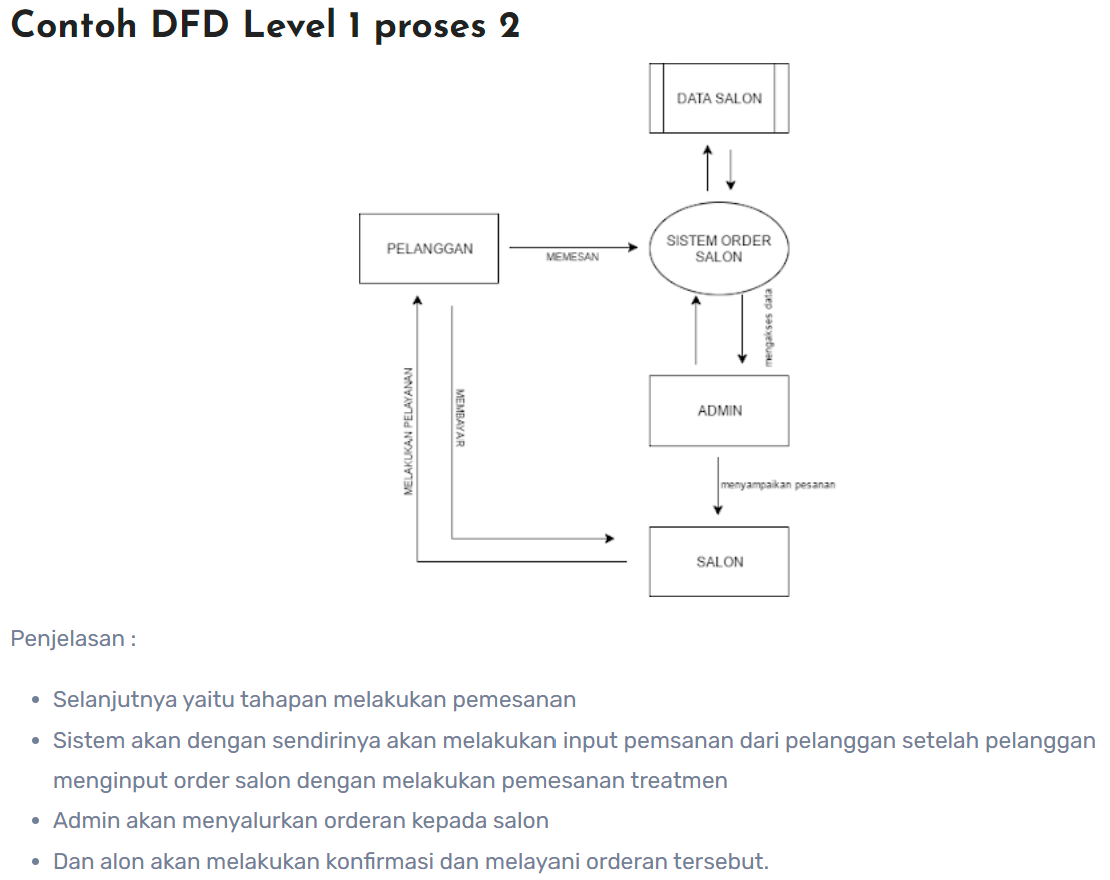 Contoh DFD Level 1 proses 2
DATA SALON
PELANGGAN
MEMESAN
SISTEM ORDER
SALON
mengakses data
ADMIN
MELAKUKAN PELAYANAN
MEMBAYAR
menyampaikan pesanan
SALON
Penjelasan :
• Selanjutnya yaitu tahapan melakukan pemesanan
• Sistem akan dengan sendirinya akan melakukan input pemsanan dari pelanggan setelah pelanggan
menginput order salon dengan melakukan pemesanan treatmen
• Admin akan menyalurkan orderan kepada salon
• Dan alon akan melakukan konfirmasi dan melayani orderan tersebut.